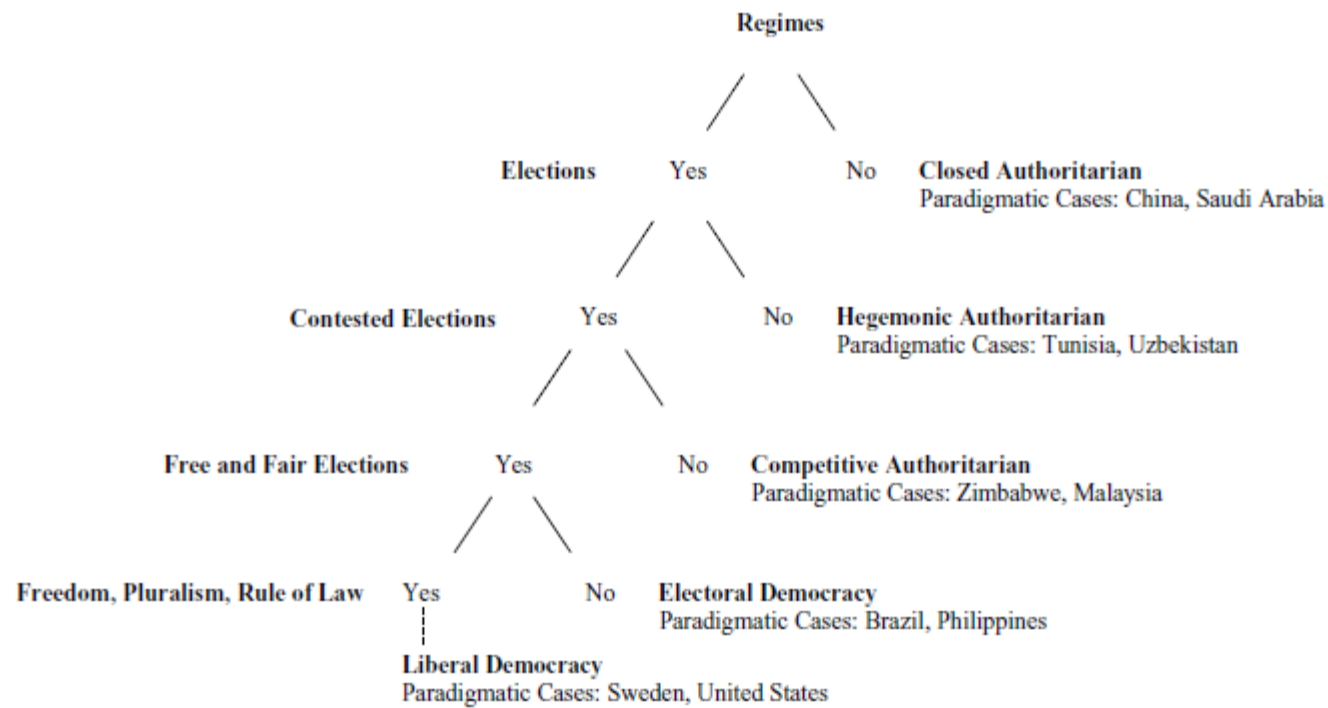 Regimes
Elections Yes No Closed Authoritarian
Paradigmatic Cases: China, Saudi Arabia
Contested Elections Yes No Hegemonic Authoritarian
Paradigmatic Cases: Tunisia, Uzbekistan
Free and Fair Elections Yes No Competitive Authoritarian
Paradigmatic Cases: Zimbabwe, Malaysia
Freedom, Pluralism, Rule of Law Yes No Electoral Democracy
Paradigmatic Cases: Brazil, Philippines
Liberal Democracy
Paradigmatic Cases: Sweden, United States